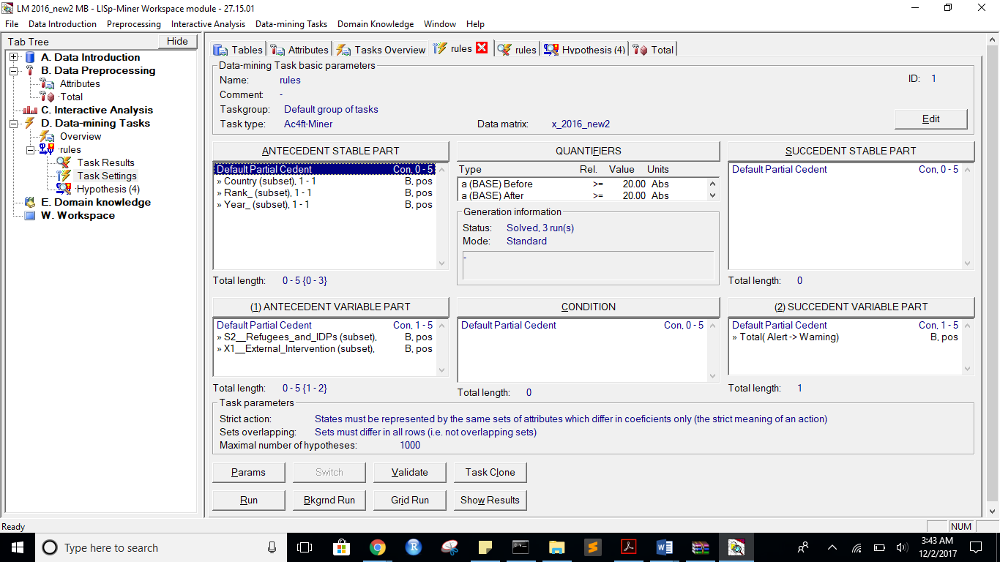 LM 2016_new2 MB - LISp-Miner Workspace module - 27.15.01
File Data Introduction Preprocessing Interactive Analysis Data-mining Tasks Domain Knowledge Window Help
Tab Tree Hide
A. Data Introduction
B. Data Preprocessing
Attributes
Total
C. Interactive Analysis
D. Data-mining Tasks
Overview
rules
Task Results
Task Settings
Hypothesis (4)
E. Domain knowledge
W. Workspace
Tables Attributes Tasks Overview rules rules Hypothesis (4) Total
Data-mining Task basic parameters
Name: rules ID: 1
Comment: -
Taskgroup: Default group of tasks
Task type: Ac4ft-Miner Data matrix: x_2016_new2
Edit
ANTECEDENT STABLE PART
Default Partial Cedent Con, 0 - 5
» Country (subset), 1 - 1 B, pos
» Rank_ (subset), 1 - 1 B, pos
» Year_ (subset), 1 - 1 B, pos
Total length: 0 - 5 {0 - 3}
QUANTIFIERS
Type Rel. Value Units
a (BASE) Before >= 20.00 Abs
a (BASE) After >= 20.00 Abs
Generation information
Status: Solved, 3 run(s)
Mode: Standard
-
SUCCEDENT STABLE PART
Default Partial Cedent Con, 0 - 5
Total length: 0
(1) ANTECEDENT VARIABLE PART
Default Partial Cedent Con, 1 - 5
» S2__Refugees_and_IDPs (subset), B, pos
» X1__External_Intervention (subset), B, pos
Total length: 0 - 5 {1 - 2}
CONDITION
Default Partial Cedent Con, 0 - 5
Total length: 0
(2) SUCCEDENT VARIABLE PART
Default Partial Cedent Con, 1 - 5
» Total( Alert -> Warning) B, pos
Total length: 1
Task parameters
Strict action: States must be represented by the same sets of attributes which differ in coeficients only (the strict meaning of an action)
Sets overlapping: Sets must differ in all rows (i.e. not overlapping sets)
Maximal number of hypotheses: 1000
Params Switch Validate Task Clone
Run Bkgrnd Run Grid Run Show Results
Ready NUM
Type here to search
3:43 AM
12/2/2017